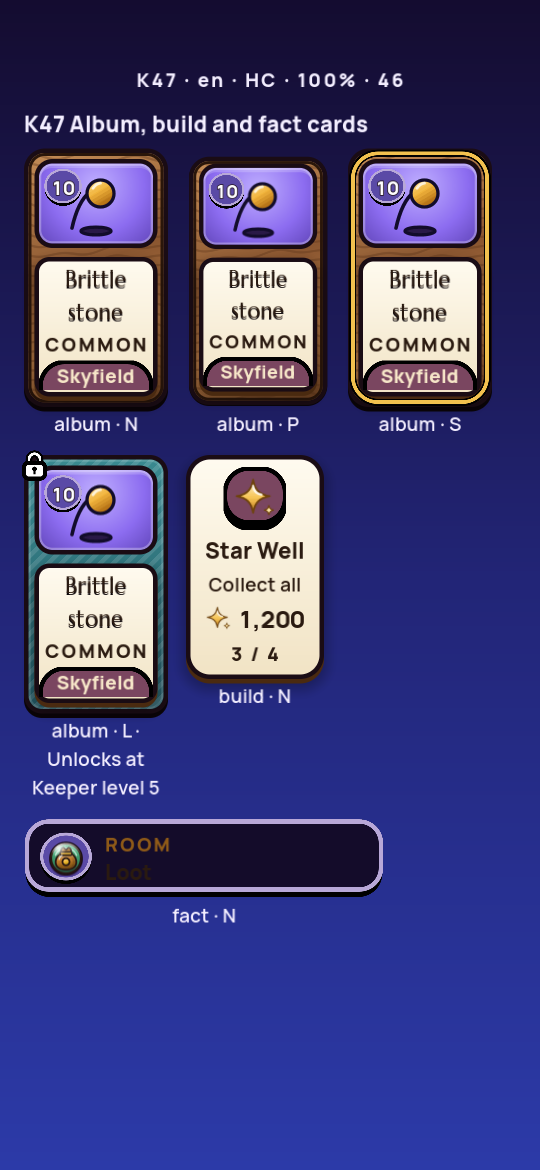 K47 · en · HC · 100% · 46
K47 Album, build and fact cards
10
Brittle
stone
COMMON
Skyfield
album · N
10
Brittle
stone
COMMON
Skyfield
album · P
10
Brittle
stone
COMMON
Skyfield
album · S
10
Brittle
stone
COMMON
Skyfield
album · L ·
Unlocks at
Keeper level 5
Star Well
Collect all
1,200
3 / 4
build · N
ROOM
Loot
fact · N